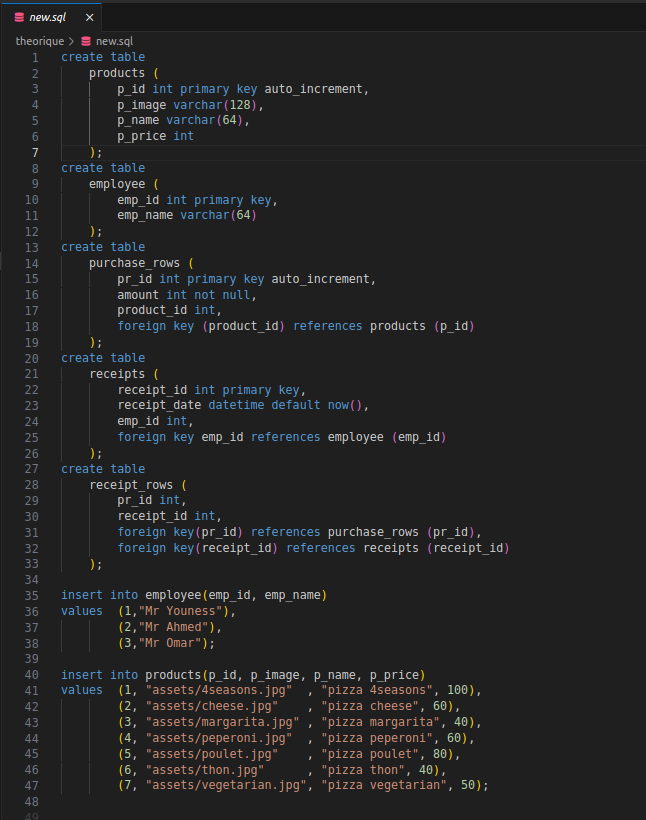 new.sql ×
theorique > new.sql
1 create table
2     products (
3         p_id int primary key auto_increment,
4         p_image varchar(128),
5         p_name varchar(64),
6         p_price int
7     );
8 create table
9     employee (
10         emp_id int primary key,
11         emp_name varchar(64)
12     );
13 create table
14     purchase_rows (
15         pr_id int primary key auto_increment,
16         amount int not null,
17         product_id int,
18         foreign key (product_id) references products (p_id)
19     );
20 create table
21     receipts (
22         receipt_id int primary key,
23         receipt_date datetime default now(),
24         emp_id int,
25         foreign key emp_id references employee (emp_id)
26     );
27 create table
28     receipt_rows (
29         pr_id int,
30         receipt_id int,
31         foreign key(pr_id) references purchase_rows (pr_id),
32         foreign key(receipt_id) references receipts (receipt_id)
33     );
34
35 insert into employee(emp_id, emp_name)
36 values  (1,"Mr Youness"),
37         (2,"Mr Ahmed"),
38         (3,"Mr Omar");
39
40 insert into products(p_id, p_image, p_name, p_price)
41 values  (1, "assets/4seasons.jpg"  , "pizza 4seasons", 100),
42         (2, "assets/cheese.jpg"    , "pizza cheese", 60),
43         (3, "assets/margarita.jpg" , "pizza margarita", 40),
44         (4, "assets/peperoni.jpg"  , "pizza peperoni", 60),
45         (5, "assets/poulet.jpg"    , "pizza poulet", 80),
46         (6, "assets/thon.jpg"      , "pizza thon", 40),
47         (7, "assets/vegetarian.jpg", "pizza vegetarian", 50);
48
49